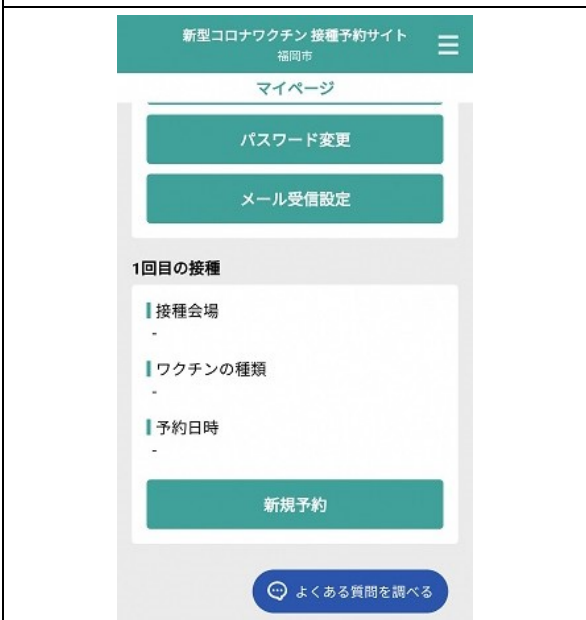 新型コロナワクチン 接種予約サイト
福岡市
マイページ
パスワード変更
メール受信設定
1回目の接種
接種会場
-
ワクチンの種類
-
予約日時
-
新規予約
よくある質問を調べる